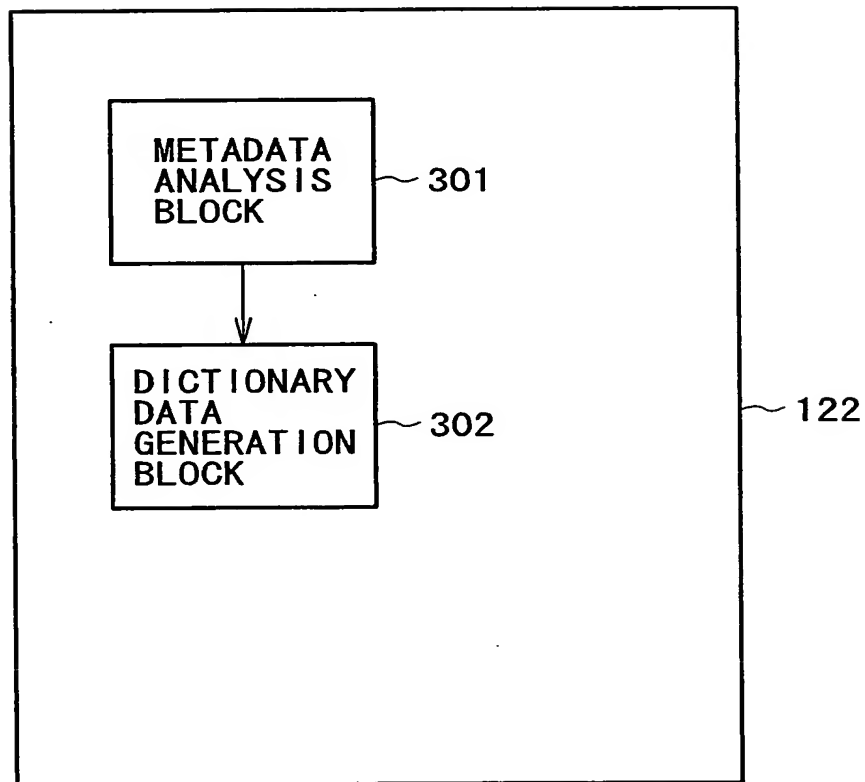 METADATA
ANALYSIS
BLOCK
301
DICTIONARY
DATA
GENERATION
BLOCK
302
122